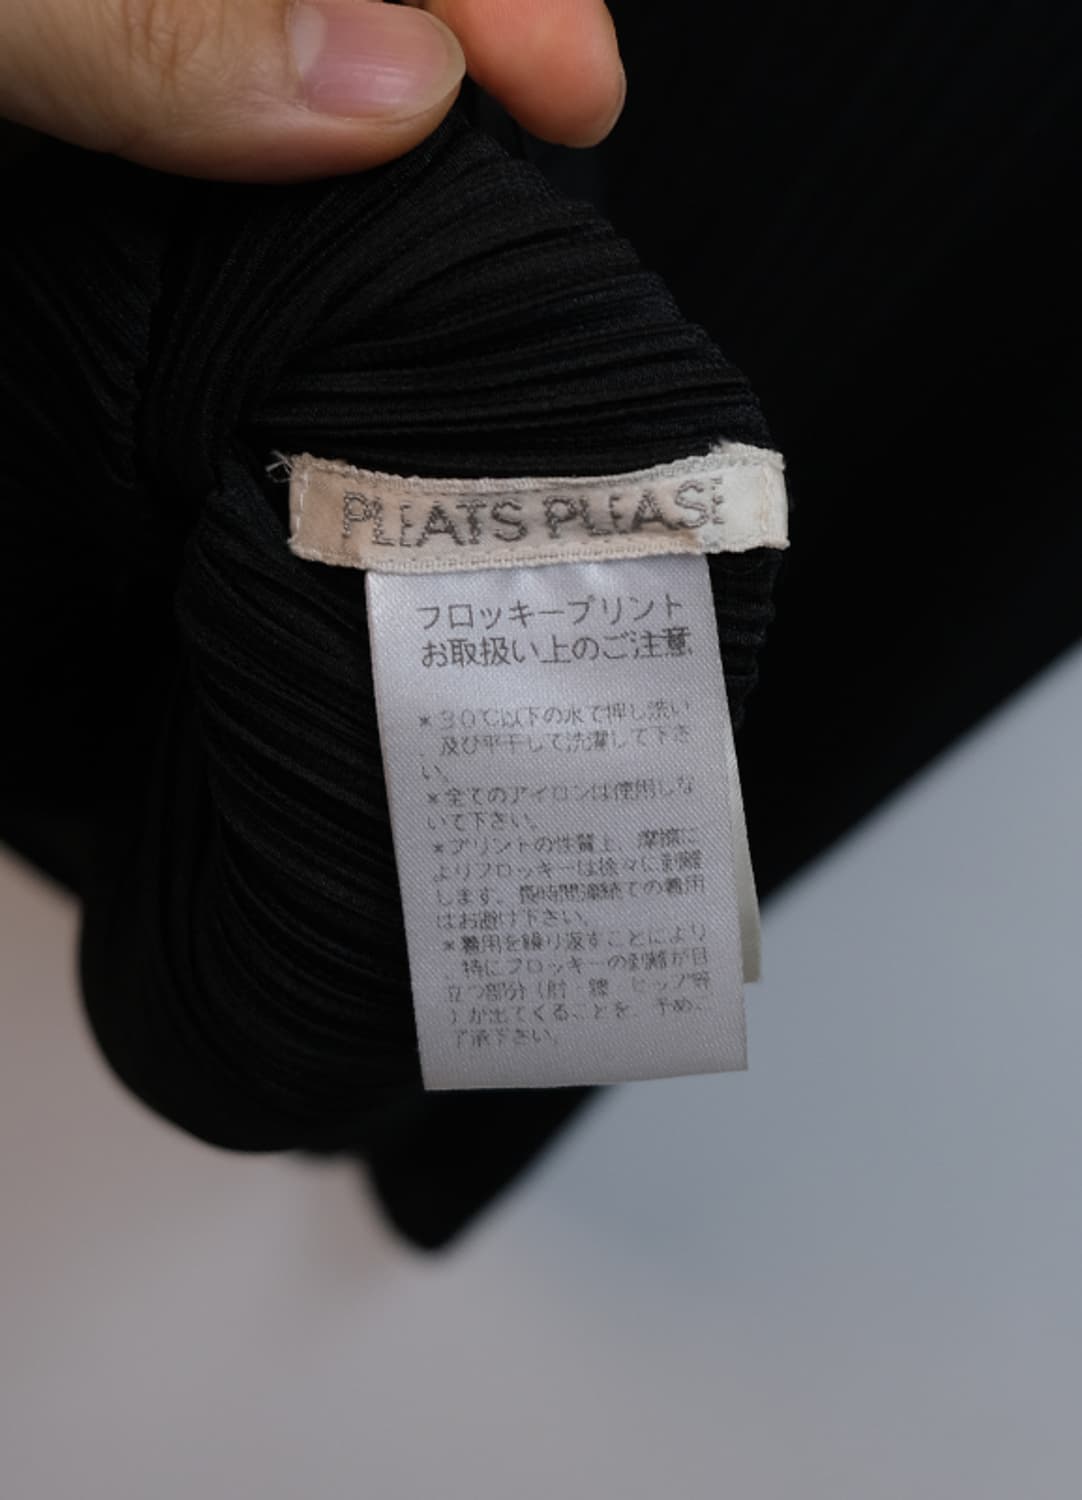 PLEATS PLEASE
フロッキープリント
お取扱い上のご注意
*30℃以下の水で押し洗い
及び平干しで洗濯して下さ
い。
*全てのアイロンは使用しな
いで下さい。
*プリントの性質上、摩擦に
よりフロッキーは徐々に剥離
します。長時間連続での着用
はお避け下さい。
*着用を繰り返すことにより
、特にフロッキーの剥離が目
立つ部分（肘、膝、ヒップ等
）が出てくることを、予めご
了承下さい。